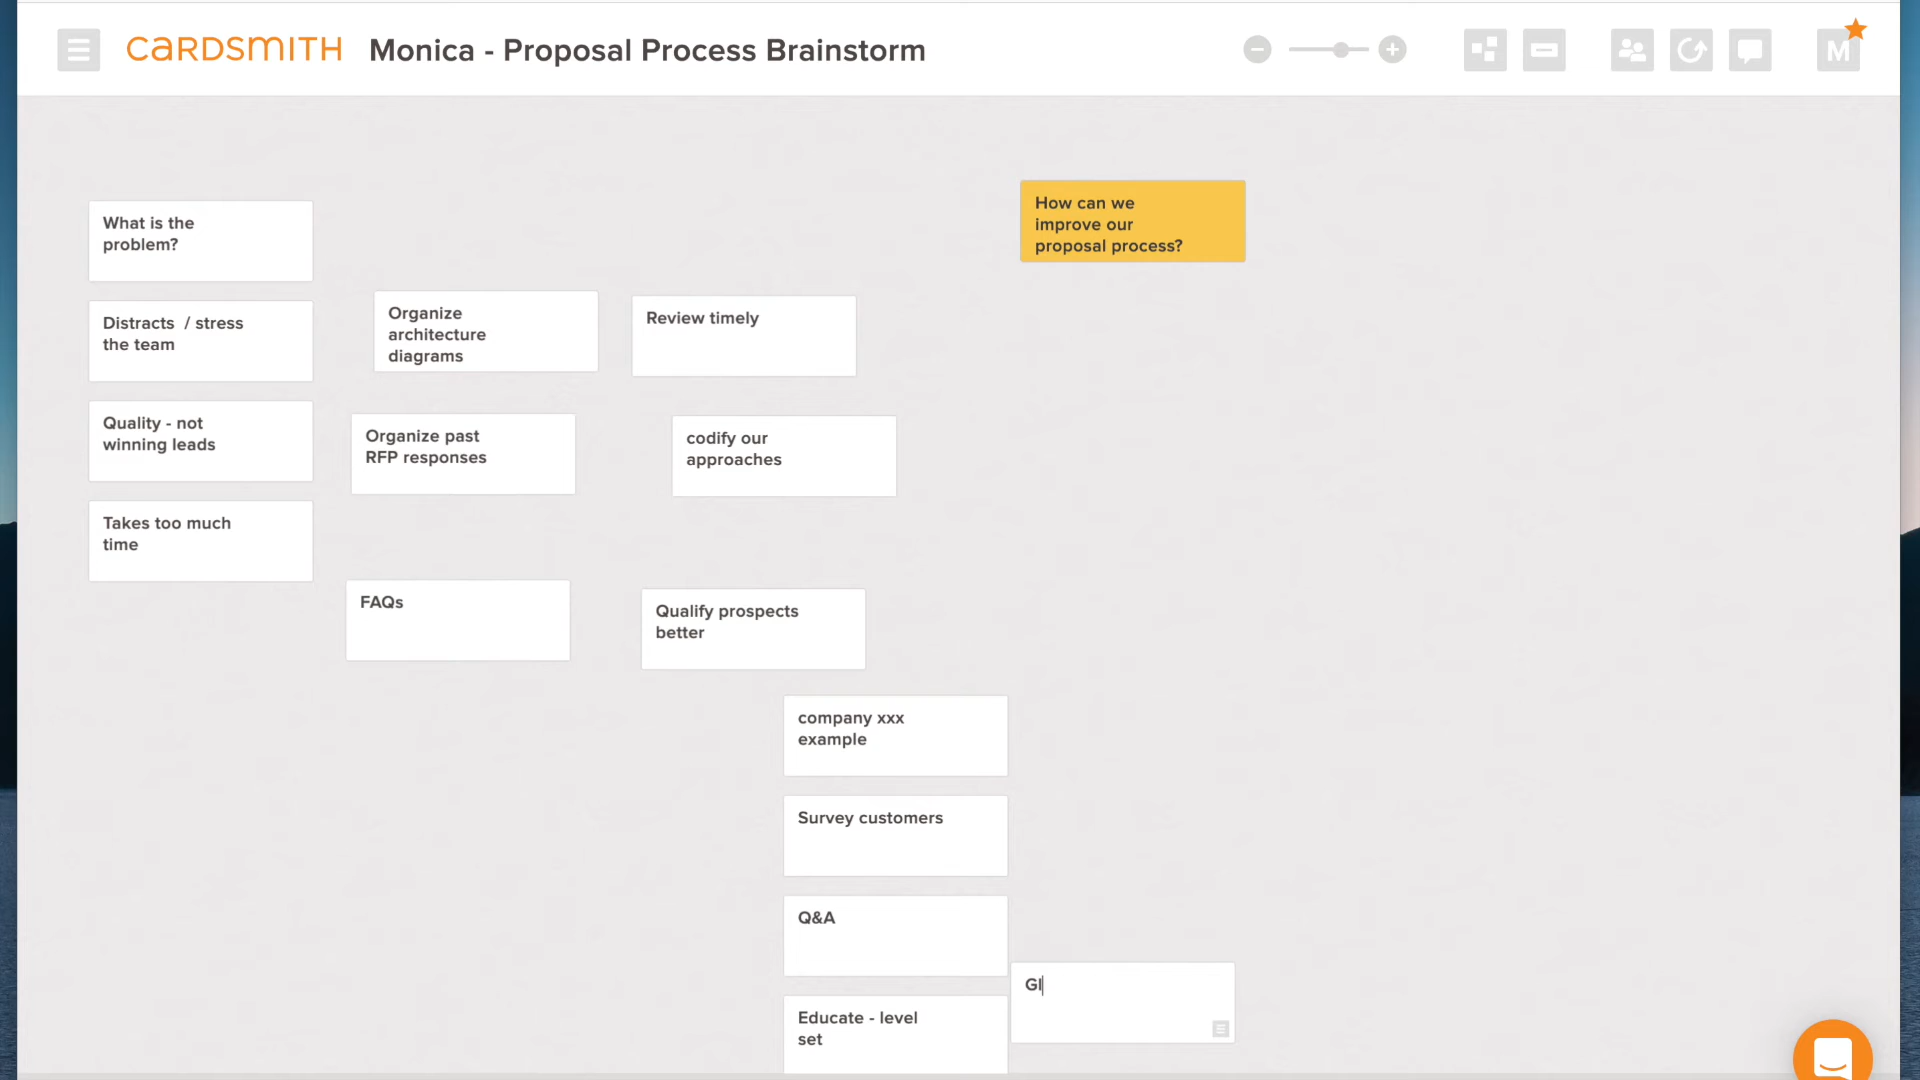 CARDSMITH
Monica - Proposal Process Brainstorm
M
How can we
improve our
proposal process?
What is the
problem?
Distracts / stress
the team
Organize
architecture
diagrams
Review timely
Quality - not
winning leads
Organize past
RFP responses
codify our
approaches
Takes too much
time
FAQs
Qualify prospects
better
company xxx
example
Survey customers
Q&A
Gl
Educate - level
set